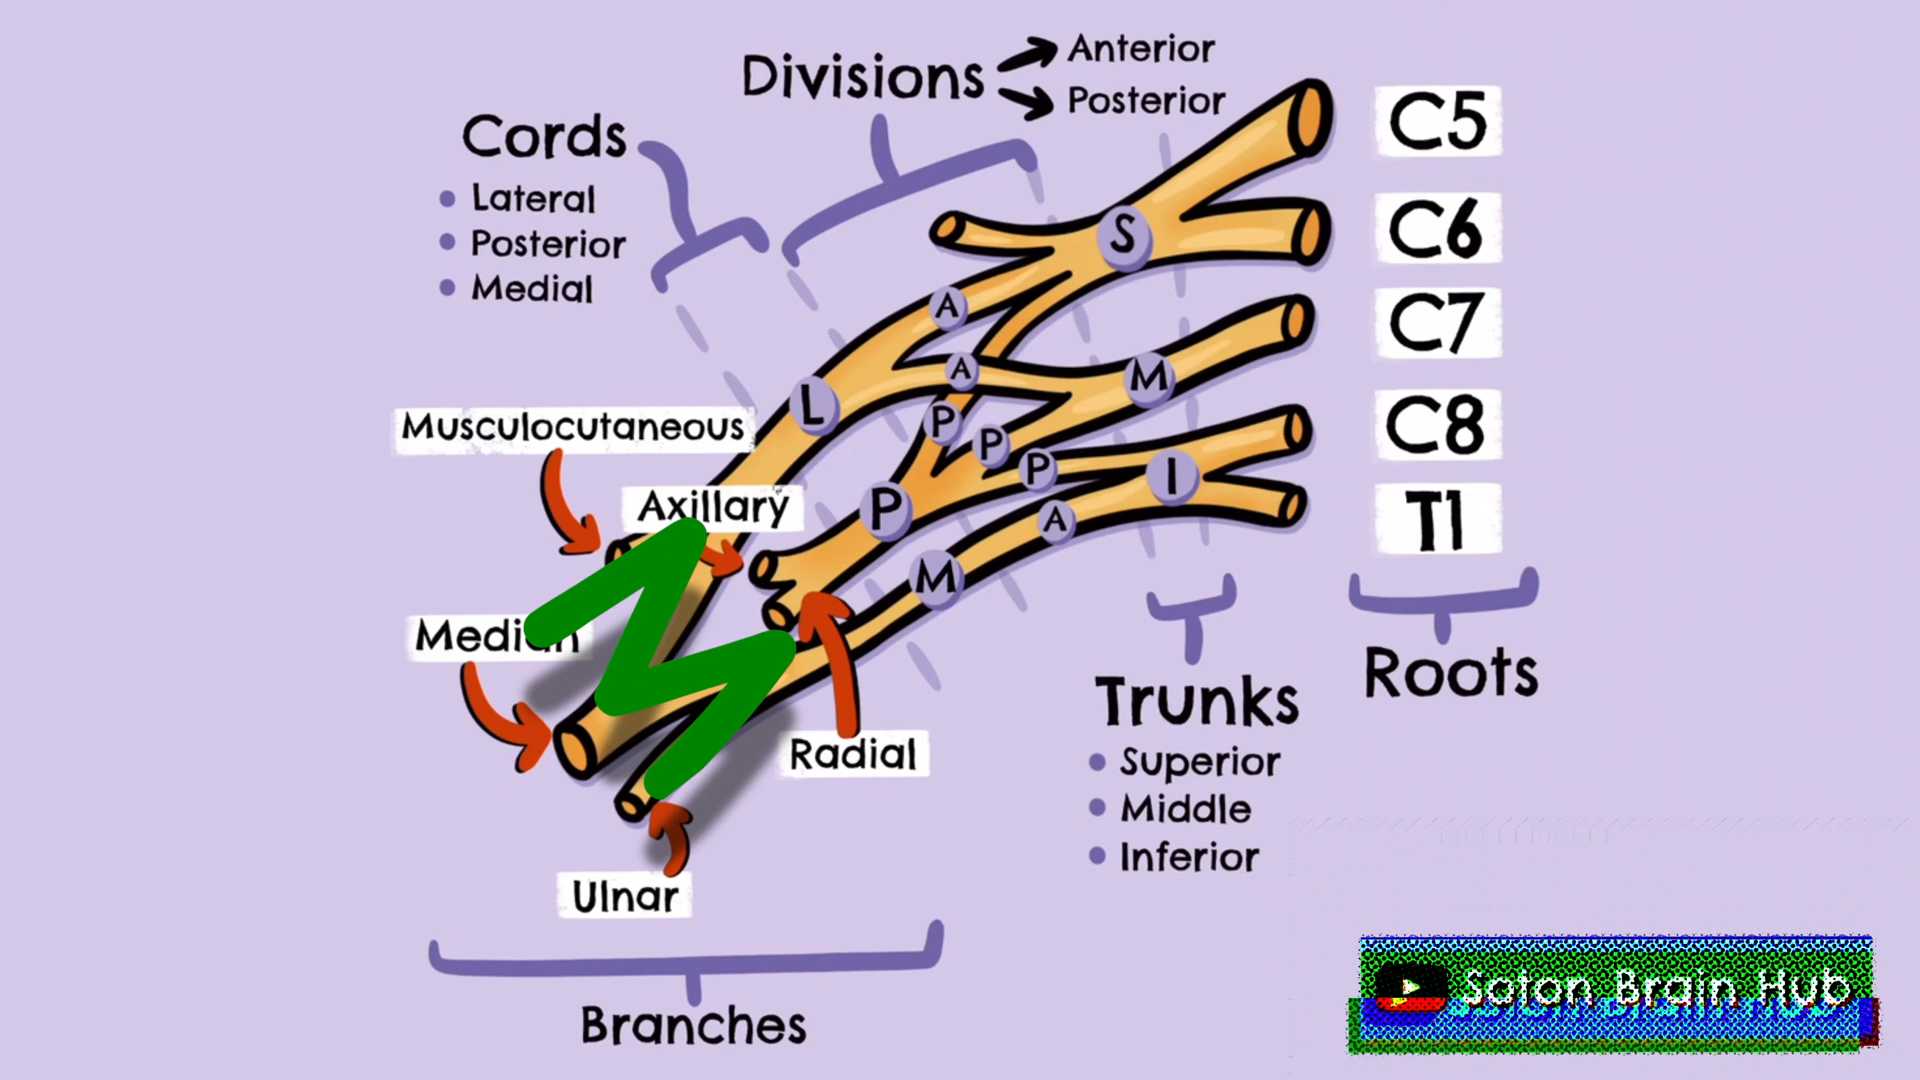 Divisions
Anterior
Posterior
Cords
Lateral
Posterior
Medial
C5
C6
C7
C8
T1
S
A
A
M
L
P
P
P
I
P
A
M
Musculocutaneous
Axillary
Median
Radial
Ulnar
Branches
Trunks
Superior
Middle
Inferior
Roots
Saton Brain Hub